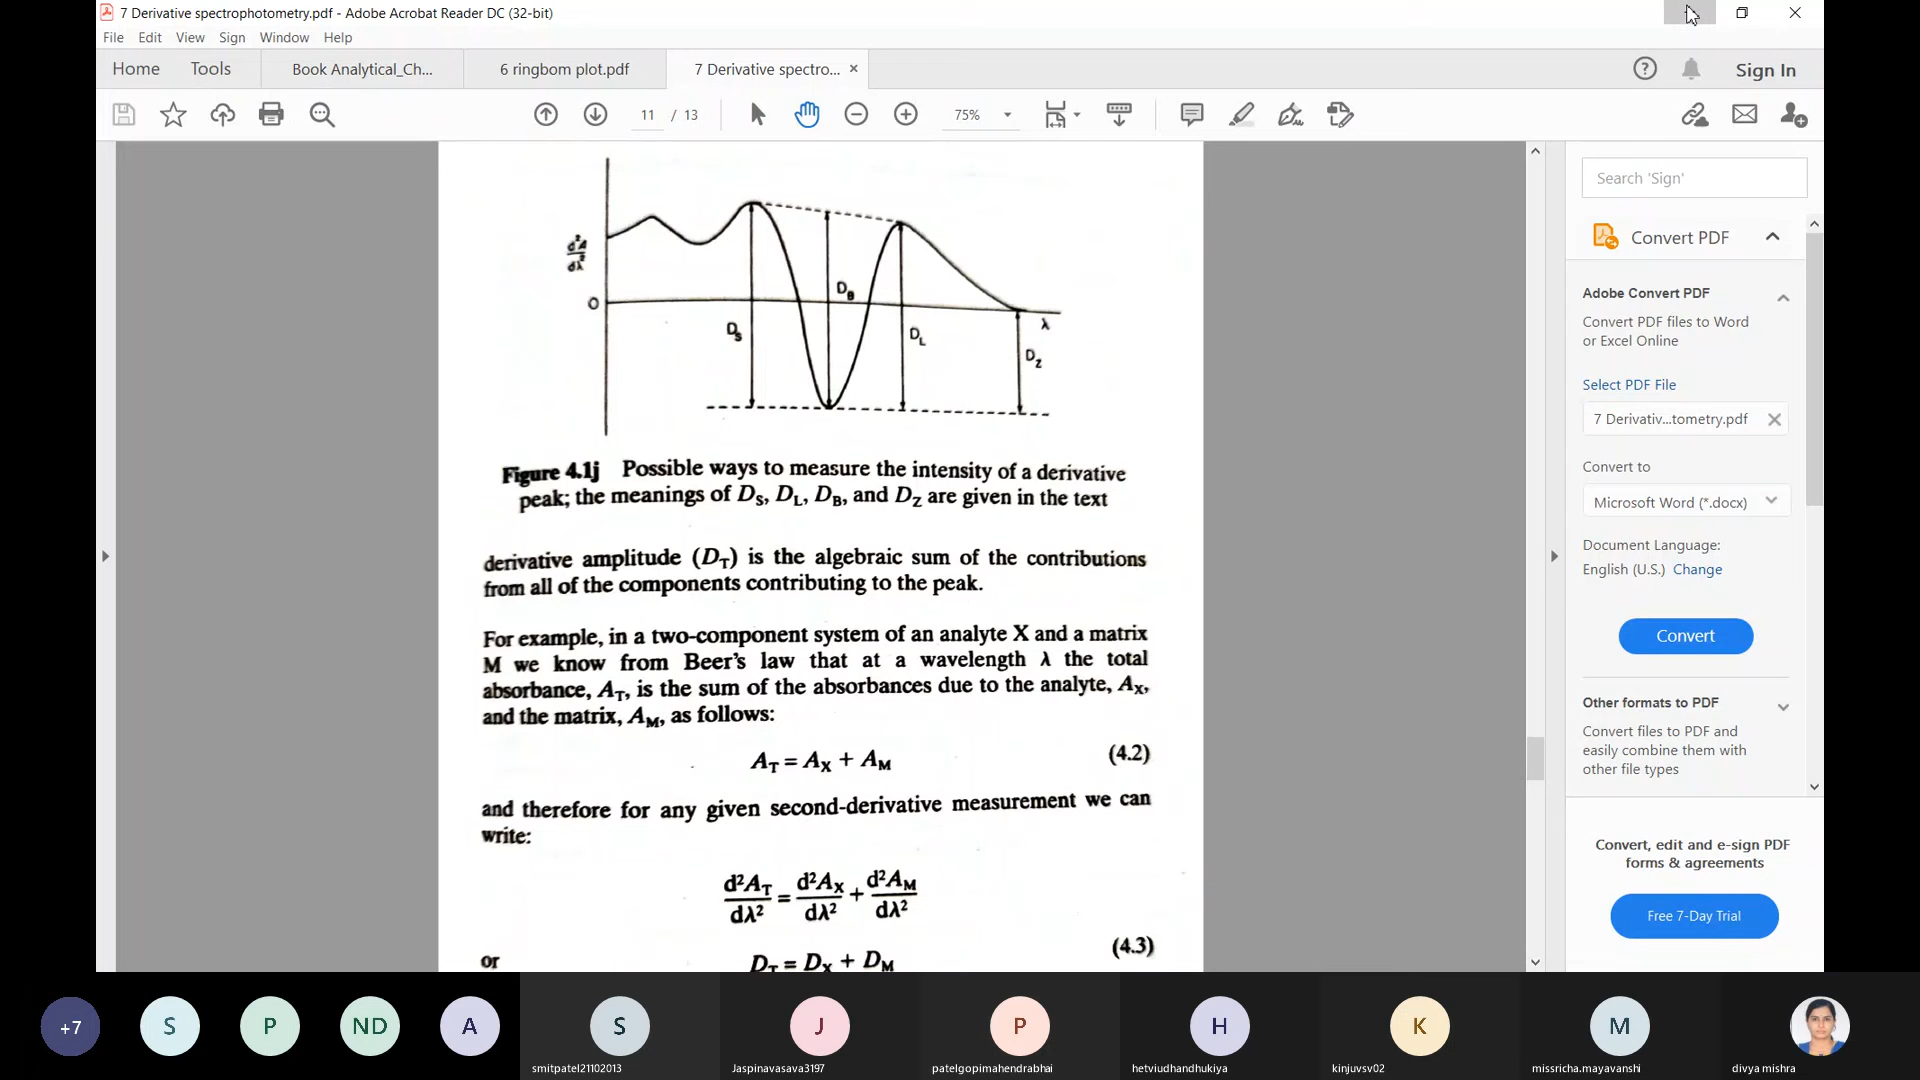 7 Derivative spectrophotometry.pdf - Adobe Acrobat Reader DC (32-bit)
File Edit View Sign Window Help
Home Tools Book Analytical_Ch... 6 ringbom plot.pdf 7 Derivative spectro... × Sign In
11 / 13 75%
Search 'Sign'
Convert PDF
Adobe Convert PDF
Convert PDF files to Word
or Excel Online
Select PDF File
7 Derivativ...tometry.pdf
Convert to
Microsoft Word (*.docx)
Document Language:
English (U.S.) Change
Convert
Other formats to PDF
Convert files to PDF and
easily combine them with
other file types
Convert, edit and e-sign PDF
forms & agreements
Free 7-Day Trial
d²A
dλ²
0
D_S
D_B
D_L
D_Z
λ
Figure 4.1j Possible ways to measure the intensity of a derivative
peak; the meanings of D_S, D_L, D_B, and D_Z are given in the text
derivative amplitude (D_T) is the algebraic sum of the contributions
from all of the components contributing to the peak.
For example, in a two-component system of an analyte X and a matrix
M we know from Beer's law that at a wavelength λ the total
absorbance, A_T, is the sum of the absorbances due to the analyte, A_X,
and the matrix, A_M, as follows:
A_T = A_X + A_M (4.2)
and therefore for any given second-derivative measurement we can
write:
d²A_T/dλ² = d²A_X/dλ² + d²A_M/dλ²
(4.3)
or D_T = D_X + D_M
+7 S P ND A S J P H K M
smitpatel21102013 Jaspinavasava3197 patelgopimahendrabhai hetviudhandhukiya kinjuvsv02 missricha.mayavanshi divya mishra